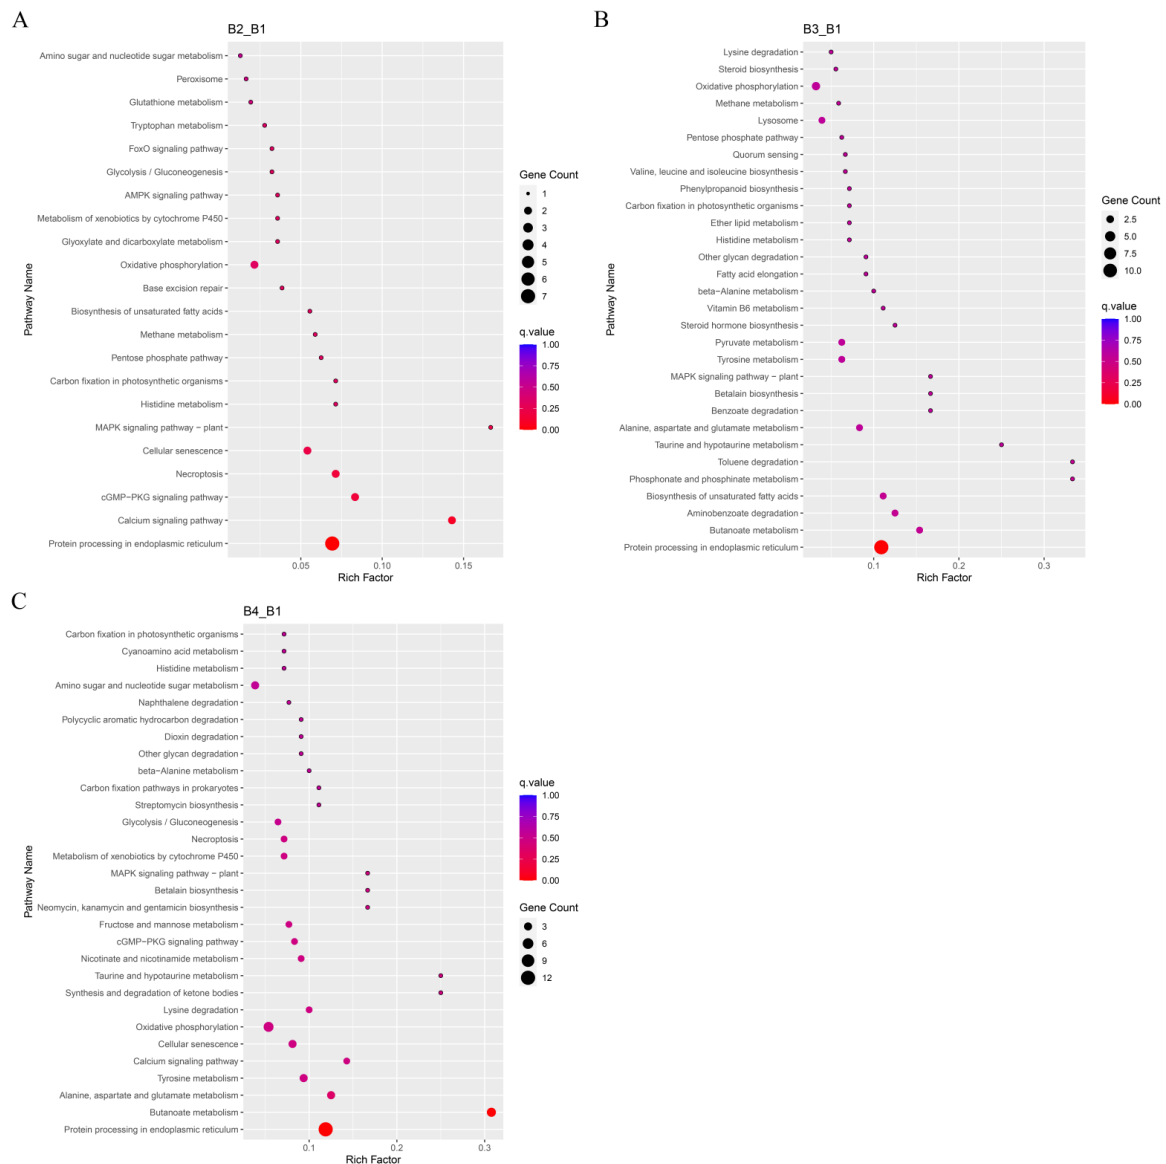 A
B2_B1
Amino sugar and nucleotide sugar metabolism
Peroxisome
Glutathione metabolism
Tryptophan metabolism
FoxO signaling pathway
Glycolysis / Gluconeogenesis
AMPK signaling pathway
Metabolism of xenobiotics by cytochrome P450
Glyoxylate and dicarboxylate metabolism
Oxidative phosphorylation
Base excision repair
Biosynthesis of unsaturated fatty acids
Methane metabolism
Pentose phosphate pathway
Carbon fixation in photosynthetic organisms
Histidine metabolism
MAPK signaling pathway − plant
Cellular senescence
Necroptosis
cGMP−PKG signaling pathway
Calcium signaling pathway
Protein processing in endoplasmic reticulum
Pathway Name
0.05 0.10 0.15
Rich Factor
Gene Count
1
2
3
4
5
6
7
q.value
1.00
0.75
0.50
0.25
0.00
B
B3_B1
Lysine degradation
Steroid biosynthesis
Oxidative phosphorylation
Methane metabolism
Lysosome
Pentose phosphate pathway
Quorum sensing
Valine, leucine and isoleucine biosynthesis
Phenylpropanoid biosynthesis
Carbon fixation in photosynthetic organisms
Ether lipid metabolism
Histidine metabolism
Other glycan degradation
Fatty acid elongation
beta−Alanine metabolism
Vitamin B6 metabolism
Steroid hormone biosynthesis
Pyruvate metabolism
Tyrosine metabolism
MAPK signaling pathway − plant
Betalain biosynthesis
Benzoate degradation
Alanine, aspartate and glutamate metabolism
Taurine and hypotaurine metabolism
Toluene degradation
Phosphonate and phosphinate metabolism
Biosynthesis of unsaturated fatty acids
Aminobenzoate degradation
Butanoate metabolism
Protein processing in endoplasmic reticulum
Pathway Name
0.1 0.2 0.3
Rich Factor
Gene Count
2.5
5.0
7.5
10.0
q.value
1.00
0.75
0.50
0.25
0.00
C
B4_B1
Carbon fixation in photosynthetic organisms
Cyanoamino acid metabolism
Histidine metabolism
Amino sugar and nucleotide sugar metabolism
Naphthalene degradation
Polycyclic aromatic hydrocarbon degradation
Dioxin degradation
Other glycan degradation
beta−Alanine metabolism
Carbon fixation pathways in prokaryotes
Streptomycin biosynthesis
Glycolysis / Gluconeogenesis
Necroptosis
Metabolism of xenobiotics by cytochrome P450
MAPK signaling pathway − plant
Betalain biosynthesis
Neomycin, kanamycin and gentamicin biosynthesis
Fructose and mannose metabolism
cGMP−PKG signaling pathway
Nicotinate and nicotinamide metabolism
Taurine and hypotaurine metabolism
Synthesis and degradation of ketone bodies
Lysine degradation
Oxidative phosphorylation
Cellular senescence
Calcium signaling pathway
Tyrosine metabolism
Alanine, aspartate and glutamate metabolism
Butanoate metabolism
Protein processing in endoplasmic reticulum
Pathway Name
0.1 0.2 0.3
Rich Factor
q.value
1.00
0.75
0.50
0.25
0.00
Gene Count
3
6
9
12